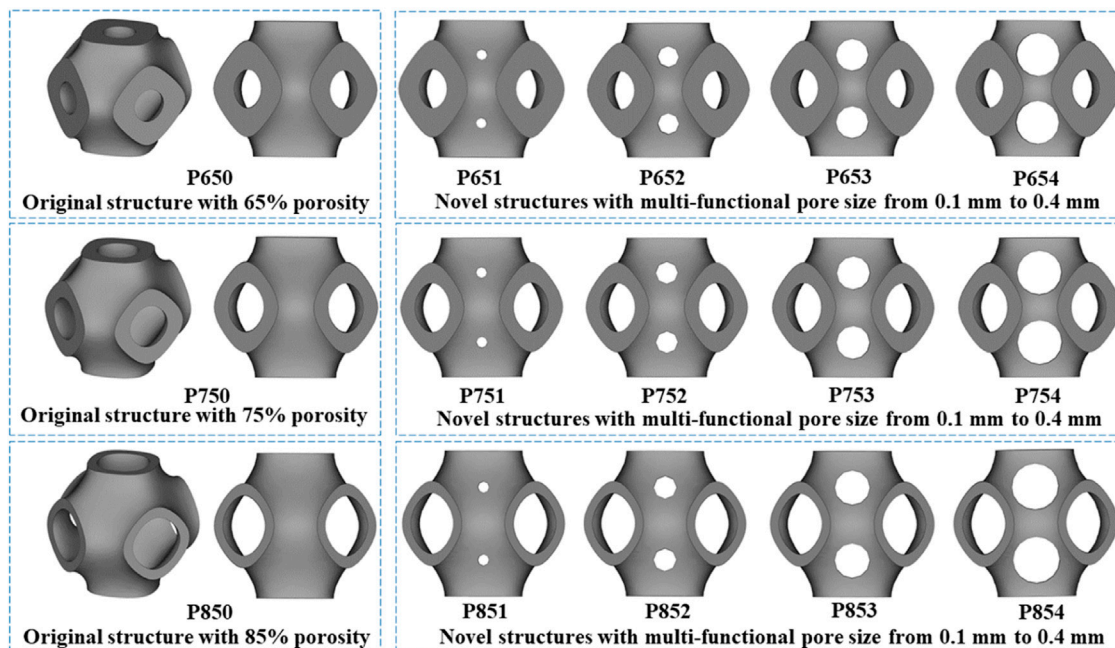 P650
Original structure with 65% porosity
P651 P652 P653 P654
Novel structures with multi-functional pore size from 0.1 mm to 0.4 mm
P750
Original structure with 75% porosity
P751 P752 P753 P754
Novel structures with multi-functional pore size from 0.1 mm to 0.4 mm
P850
Original structure with 85% porosity
P851 P852 P853 P854
Novel structures with multi-functional pore size from 0.1 mm to 0.4 mm